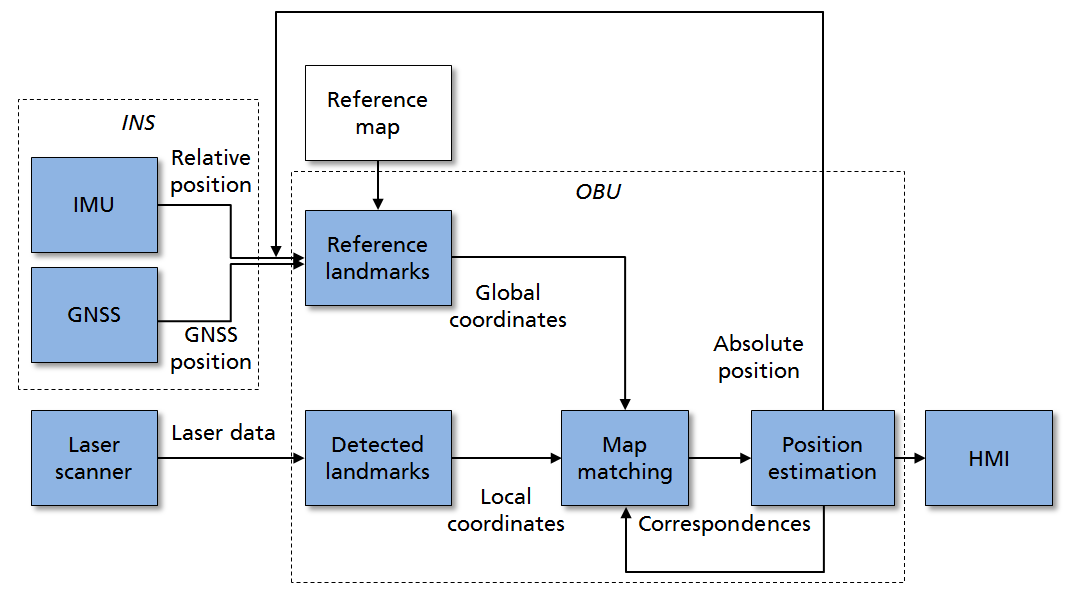 Reference
map
INS
Relative
position
OBU
IMU
Reference
landmarks
GNSS
Global
coordinates
GNSS
position
Absolute
position
Laser
scanner
Laser data
Detected
landmarks
Map
matching
Position
estimation
HMI
Local
coordinates
Correspondences